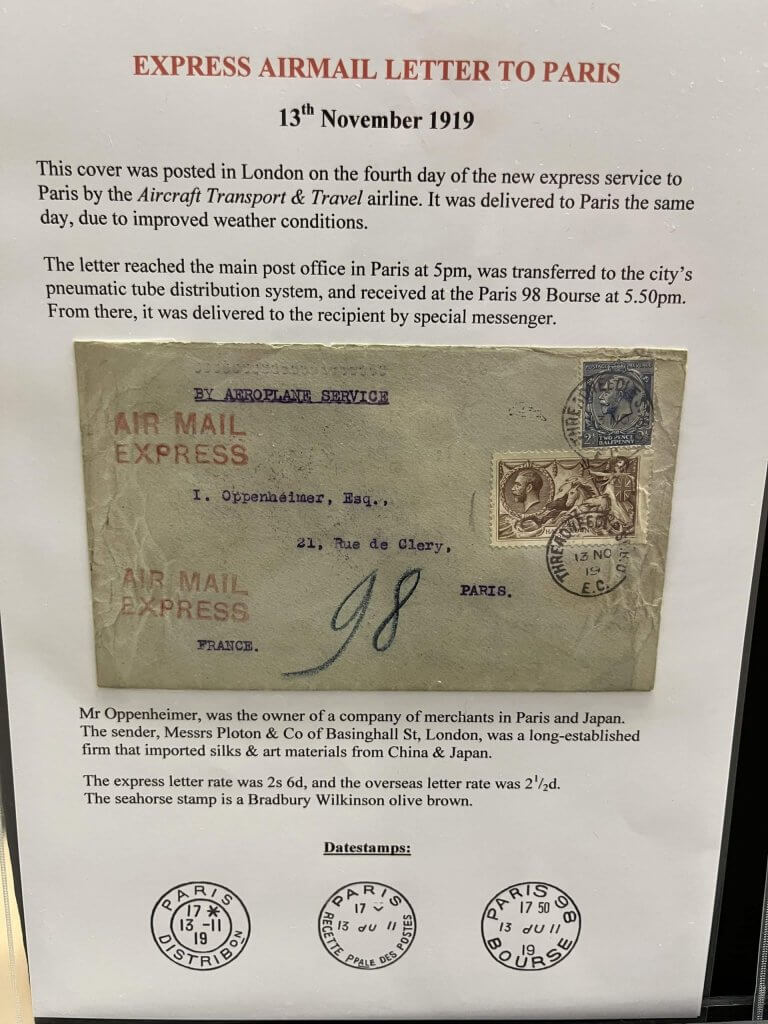 EXPRESS AIRMAIL LETTER TO PARIS
13th November 1919
This cover was posted in London on the fourth day of the new express service to
Paris by the Aircraft Transport & Travel airline. It was delivered to Paris the same
day, due to improved weather conditions.
The letter reached the main post office in Paris at 5pm, was transferred to the city's
pneumatic tube distribution system, and received at the Paris 98 Bourse at 5.50pm.
From there, it was delivered to the recipient by special messenger.
BY AEROPLANE SERVICE
AIR MAIL
EXPRESS
TWO PENCE
HALFPENNY
I. Oppenheimer, Esq.,
21, Rue de Clery,
THREADNEEDLE
13 NO
19
E.C.
PARIS.
AIR MAIL
EXPRESS
98
FRANCE.
Mr Oppenheimer, was the owner of a company of merchants in Paris and Japan.
The sender, Messrs Ploton & Co of Basinghall St, London, was a long-established
firm that imported silks & art materials from China & Japan.
The express letter rate was 2s 6d, and the overseas letter rate was 2 1/2d.
The seahorse stamp is a Bradbury Wilkinson olive brown.
Datestamps:
PARIS
17 *
13 -11
19
DISTRIBON
PARIS
17
13 JU 11
RECETTE PPALE DES POSTES
PARIS 98
17 50
13 JU 11
19
BOURSE